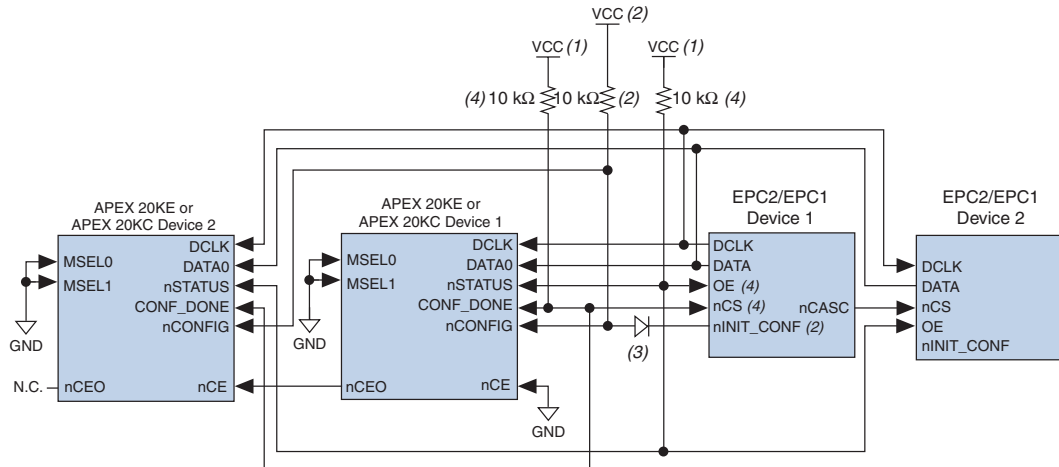 VCC (2)
VCC (1)
VCC (1)
(4) 10 kΩ
10 kΩ
(2)
10 kΩ (4)
APEX 20KE or
APEX 20KC Device 2
DCLK
DATA0
nSTATUS
CONF_DONE
nCONFIG
MSEL0
MSEL1
GND
N.C.
nCEO
nCE
APEX 20KE or
APEX 20KC Device 1
DCLK
DATA0
nSTATUS
CONF_DONE
nCONFIG
MSEL0
MSEL1
GND
nCEO
nCE
GND
(3)
EPC2/EPC1
Device 1
DCLK
DATA
OE (4)
nCS (4)
nINIT_CONF (2)
nCASC
EPC2/EPC1
Device 2
DCLK
DATA
nCS
OE
nINIT_CONF